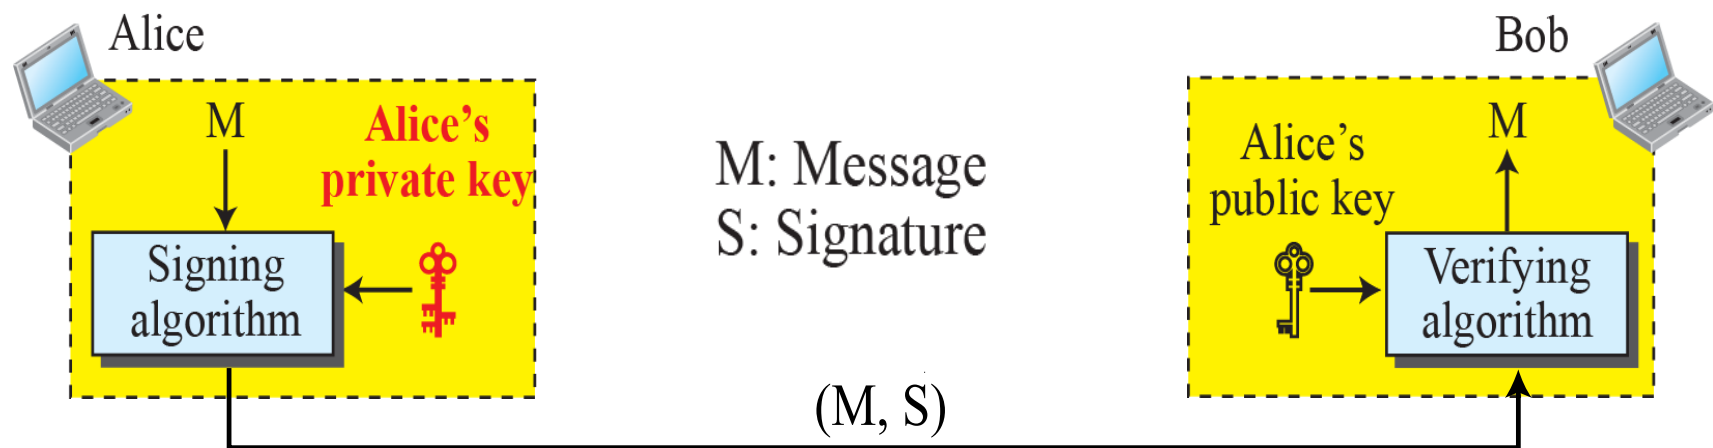 Alice
M
Alice's
private key
Signing
algorithm
M: Message
S: Signature
(M, S)
Bob
M
Alice's
public key
Verifying
algorithm